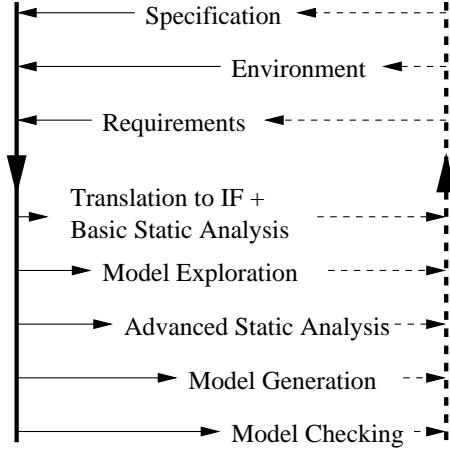 Specification
Environment
Requirements
Translation to IF +
Basic Static Analysis
Model Exploration
Advanced Static Analysis
Model Generation
Model Checking